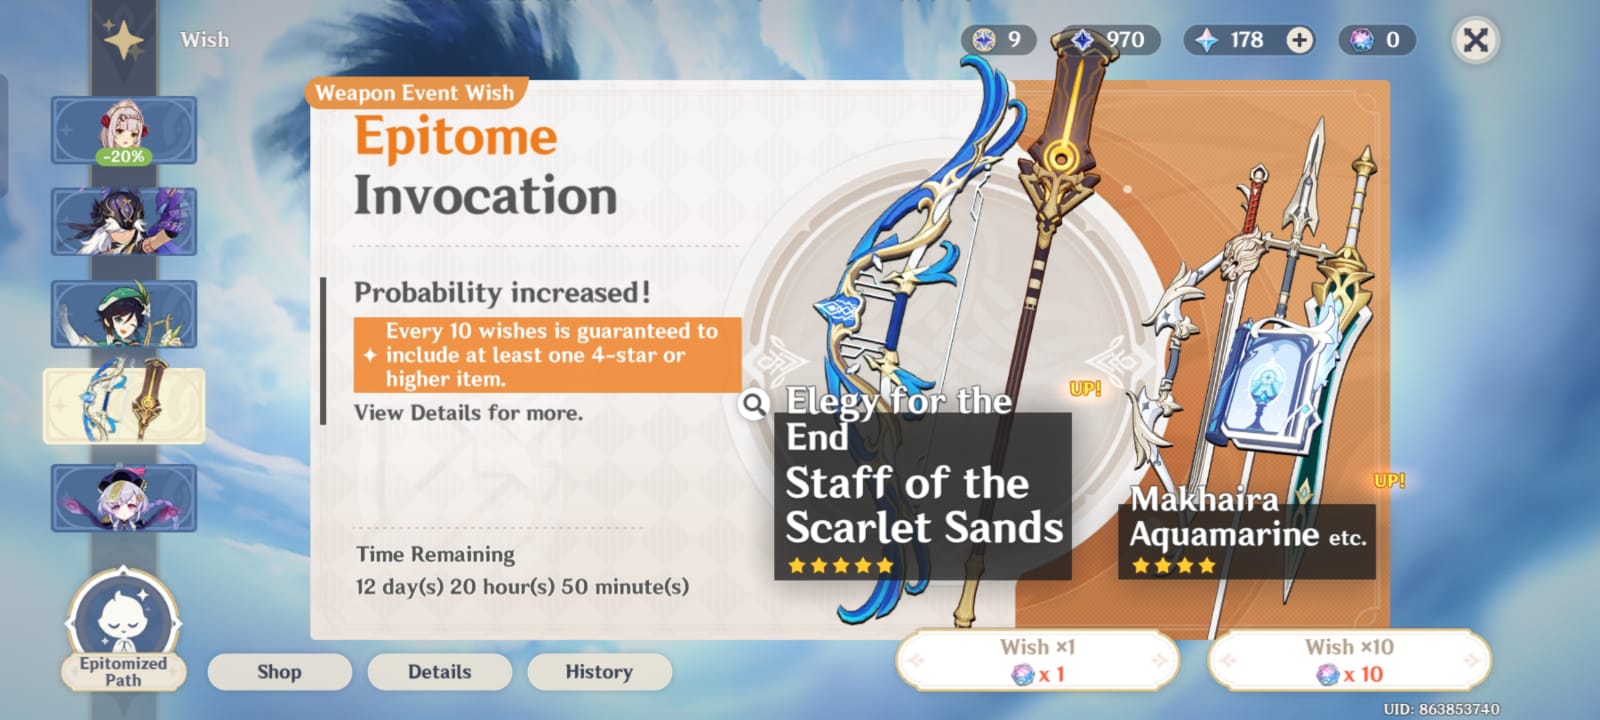 Wish
9
970
178
0
-20%
Weapon Event Wish
Epitome
Invocation
Probability increased!
Every 10 wishes is guaranteed to
include at least one 4-star or
higher item.
View Details for more.
Time Remaining
12 day(s) 20 hour(s) 50 minute(s)
UP!
Elegy for the
End
Staff of the
Scarlet Sands
UP!
Makhaira
Aquamarine etc.
Epitomized
Path
Shop
Details
History
Wish ×1
x 1
Wish ×10
x 10
UID: 863853740